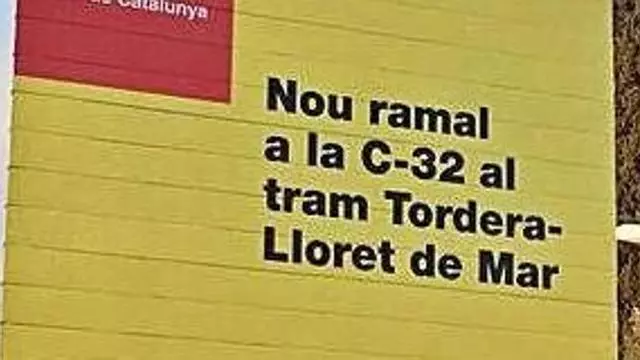 de Catalunya
Nou ramal
a la C-32 al
tram Tordera-
Lloret de Mar